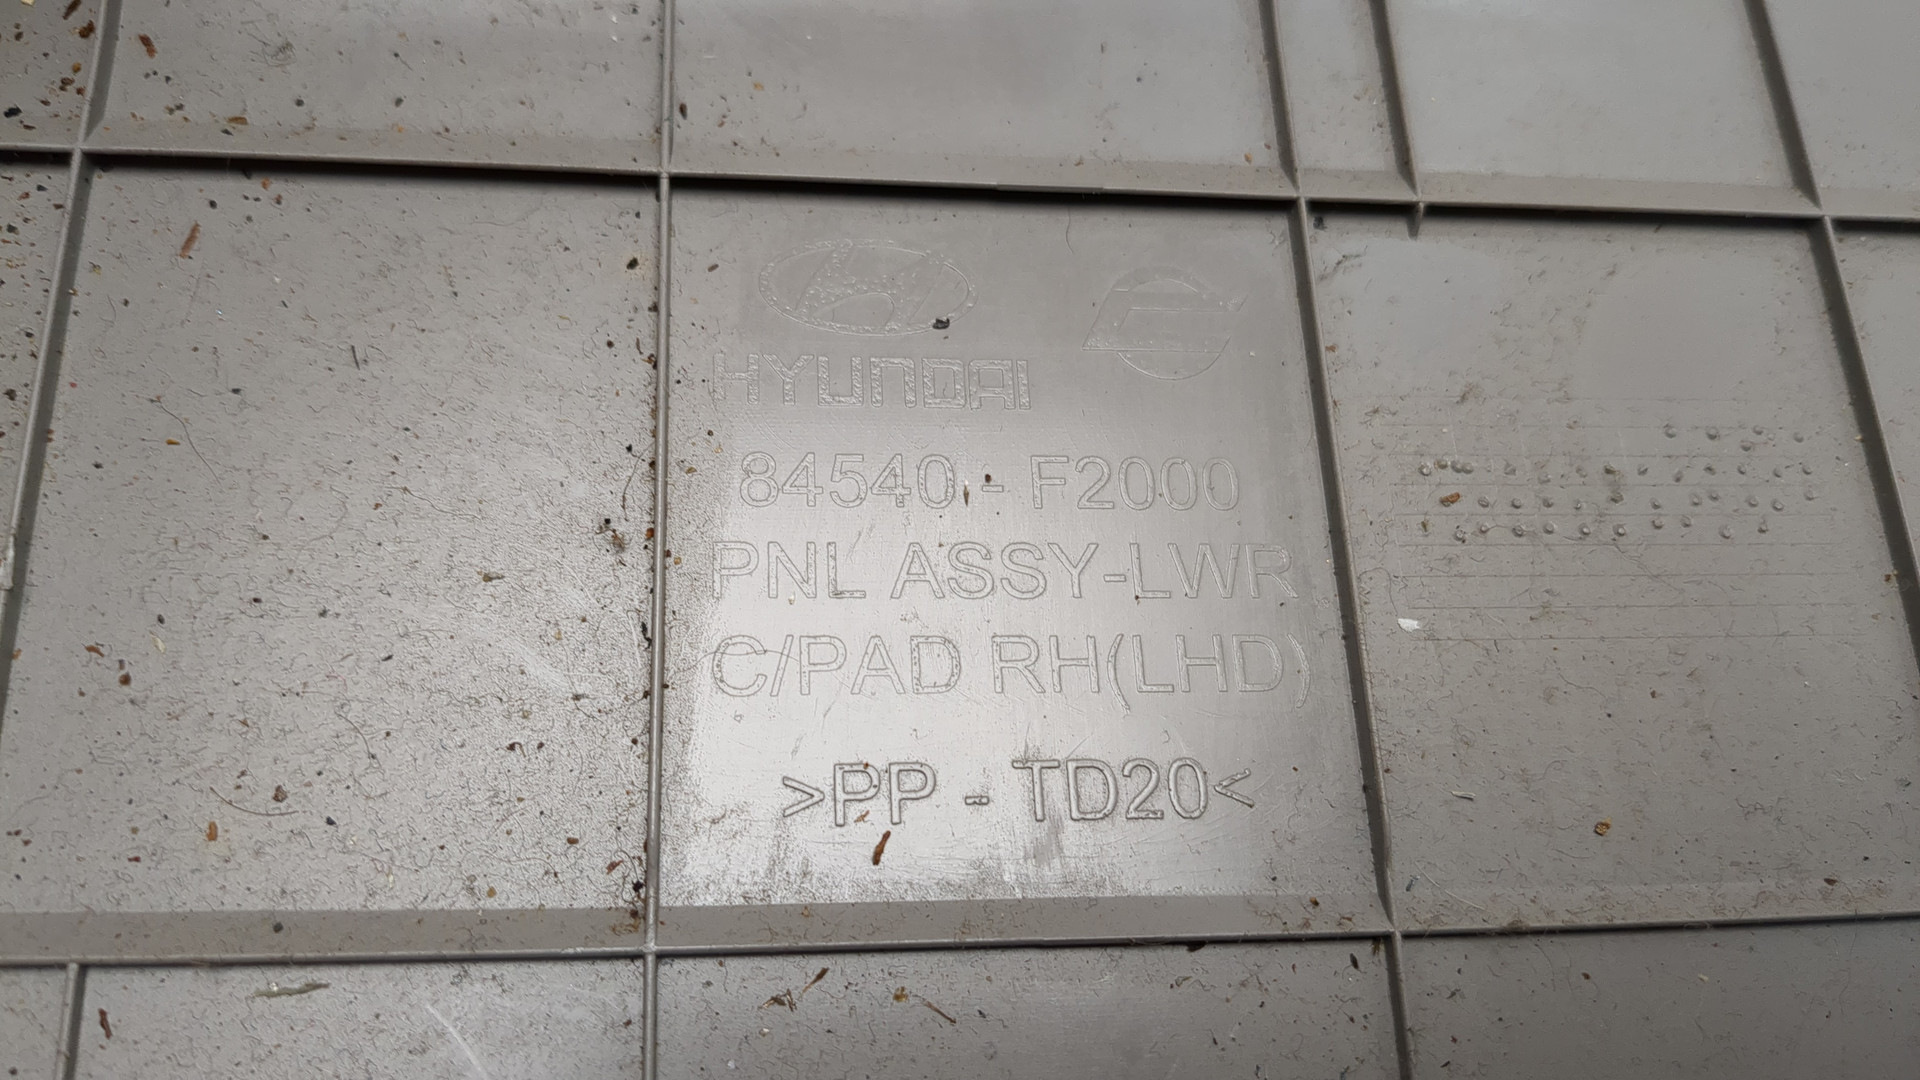 HYUNDAI
84540 - F2000
PNL ASSY-LWR
C/PAD RH(LHD)
>PP - TD20<